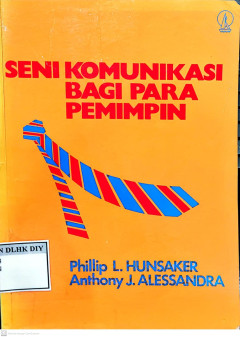 SENI KOMUNIKASI
BAGI PARA
PEMIMPIN
N DLHK DIY
Phillip L. HUNSAKER
Anthony J. ALESSANDRA